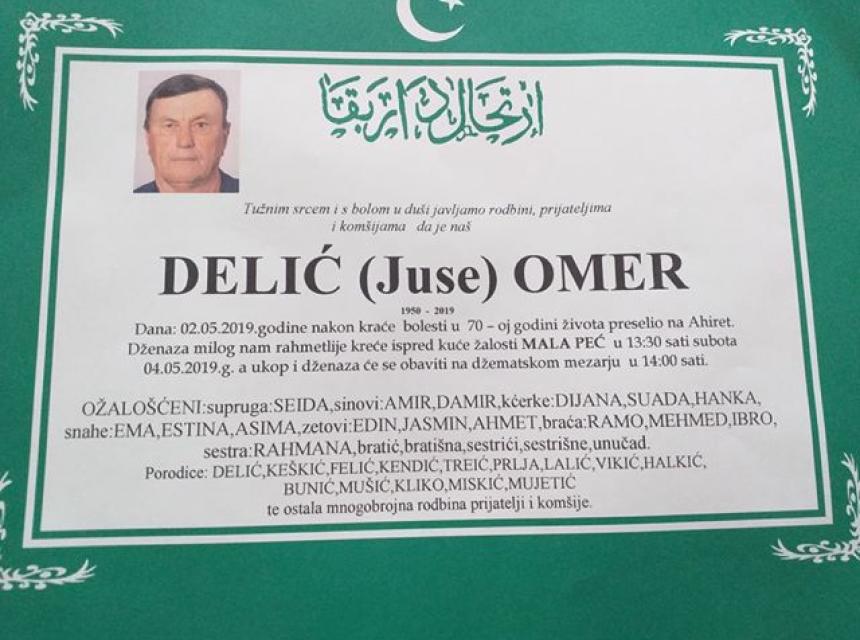 ارتحال دار بقا
Tužnim srcem i s bolom u duši javljamo rodbini, prijateljima
i komšijama da je naš
DELIĆ (Juse) OMER
1950 - 2019
Dana: 02.05.2019.godine nakon kraće bolesti u 70 – oj godini života preselio na Ahiret.
Dženaza milog nam rahmetlije kreće ispred kuće žalosti MALA PEĆ u 13:30 sati subota
04.05.2019.g. a ukop i dženaza će se obaviti na džematskom mezarju u 14:00 sati.
OŽALOŠĆENI:supruga:SEIDA,sinovi:AMIR,DAMIR,kćerke:DIJANA,SUADA,HANKA,
snahe:EMA,ESTINA,ASIMA,zetovi:EDIN,JASMIN,AHMET,braća:RAMO,MEHMED,IBRO,
sestra:RAHMANA,bratić,bratišna,sestrići,sestrišne,unučad.
Porodice: DELIĆ,KEŠKIĆ,FELIĆ,KENDIĆ,TREIĆ,PRLJA,LALIĆ,VIKIĆ,HALKIĆ,
BUNIĆ,MUŠIĆ,KLIKO,MISKIĆ,MUJETIĆ
te ostala mnogobrojna rodbina prijatelji i komšije.